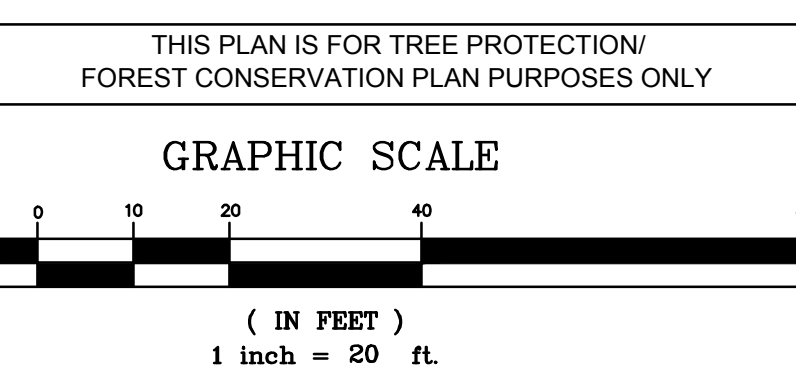 THIS PLAN IS FOR TREE PROTECTION/
FOREST CONSERVATION PLAN PURPOSES ONLY
GRAPHIC SCALE
0 10 20 40
( IN FEET )
1 inch = 20 ft.